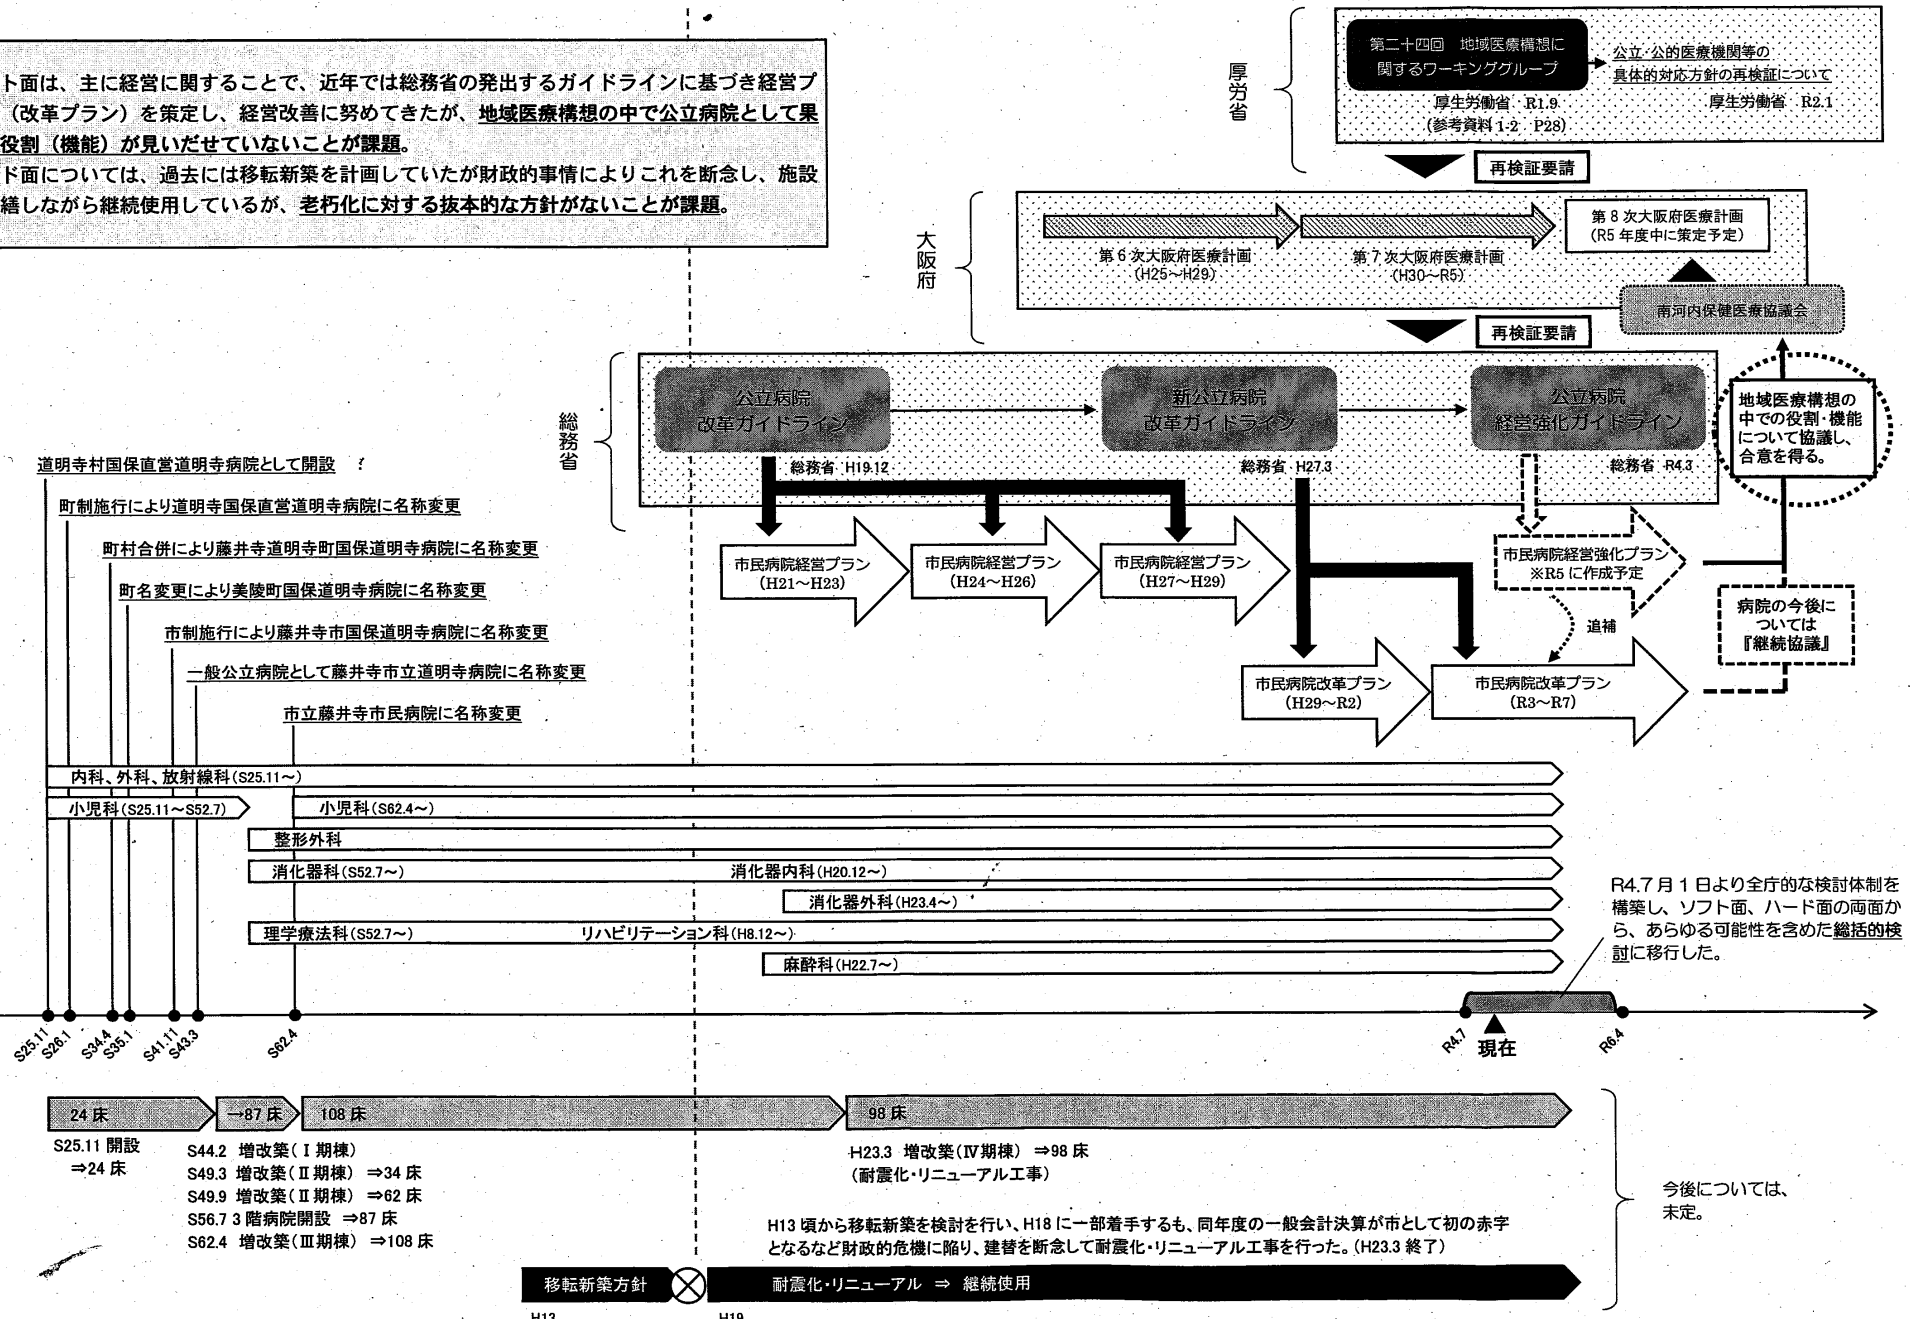 ト面は、主に経営に関することで、近年では総務省の発出するガイドラインに基づき経営プ
（改革プラン）を策定し、経営改善に努めてきたが、地域医療構想の中で公立病院として果
役割（機能）が見いだせていないことが課題。
ド面については、過去には移転新築を計画していたが財政的事情によりこれを断念し、施設
繕しながら継続使用しているが、老朽化に対する抜本的な方針がないことが課題。
厚労省
第二十四回 地域医療構想に
関するワーキンググループ
公立・公的医療機関等の
具体的対応方針の再検証について
厚生労働省 R1.9
（参考資料1-2 P28）
厚生労働省 R2.1
再検証要請
大阪府
第６次大阪府医療計画
（H25～H29）
第７次大阪府医療計画
（H30～R5）
第８次大阪府医療計画
（R5 年度中に策定予定）
南河内保健医療協議会
再検証要請
総務省
公立病院
改革ガイドライン
総務省 H19.12
新公立病院
改革ガイドライン
総務省 H27.3
公立病院
経営強化ガイドライン
総務省 R4.3
地域医療構想の
中での役割・機能
について協議し、
合意を得る。
市民病院経営プラン
（H21～H23）
市民病院経営プラン
（H24～H26）
市民病院経営プラン
（H27～H29）
市民病院経営強化プラン
※R5 に作成予定
追補
病院の今後に
ついては
『継続協議』
市民病院改革プラン
（H29～R2）
市民病院改革プラン
（R3～R7）
道明寺村国保直営道明寺病院として開設
町制施行により道明寺国保直営道明寺病院に名称変更
町村合併により藤井寺道明寺町国保道明寺病院に名称変更
町名変更により美陵町国保道明寺病院に名称変更
市制施行により藤井寺市国保道明寺病院に名称変更
一般公立病院として藤井寺市立道明寺病院に名称変更
市立藤井寺市民病院に名称変更
内科、外科、放射線科（S25.11～）
小児科（S25.11～S52.7）
小児科（S62.4～）
整形外科
消化器科（S52.7～）
消化器内科（H20.12～）
消化器外科（H23.4～）
理学療法科（S52.7～）
リハビリテーション科（H8.12～）
麻酔科（H22.7～）
R4.7月１日より全庁的な検討体制を
構築し、ソフト面、ハード面の両面か
ら、あらゆる可能性を含めた総括的検
討に移行した。
S25.11
S26.1
S34.4
S35.1
S41.11
S43.3
S62.4
R4.7
現在
R6.4
24 床
→87 床
108 床
98 床
S25.11 開設
⇒24 床
S44.2 増改築（Ⅰ期棟）
S49.3 増改築（Ⅱ期棟） ⇒34 床
S49.9 増改築（Ⅱ期棟） ⇒62 床
S56.7 3 階病院開設 ⇒87 床
S62.4 増改築（Ⅲ期棟） ⇒108 床
H23.3 増改築（Ⅳ期棟） ⇒98 床
（耐震化・リニューアル工事）
今後については、
未定。
H13 頃から移転新築を検討を行い、H18 に一部着手するも、同年度の一般会計決算が市として初の赤字
となるなど財政的危機に陥り、建替を断念して耐震化・リニューアル工事を行った。（H23.3 終了）
移転新築方針
耐震化・リニューアル ⇒ 継続使用
H13
H19